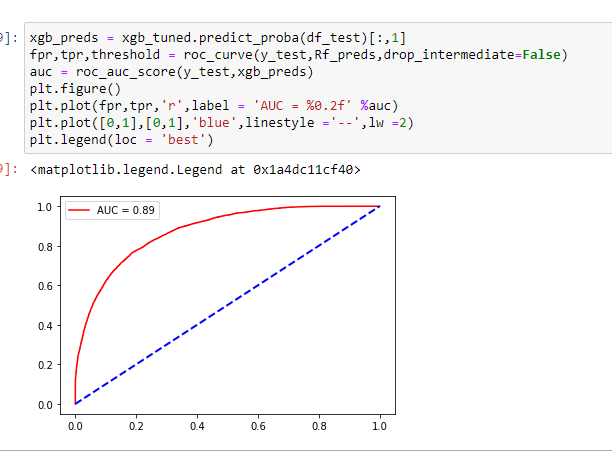 9]: xgb_preds = xgb_tuned.predict_proba(df_test)[:,1]
fpr,tpr,threshold = roc_curve(y_test,Rf_preds,drop_intermediate=False)
auc = roc_auc_score(y_test,xgb_preds)
plt.figure()
plt.plot(fpr,tpr,'r',label = 'AUC = %0.2f' %auc)
plt.plot([0,1],[0,1],'blue',linestyle ='--',lw =2)
plt.legend(loc = 'best')
9]: <matplotlib.legend.Legend at 0x1a4dc11cf40>
AUC = 0.89
1.0
0.8
0.6
0.4
0.2
0.0
0.0 0.2 0.4 0.6 0.8 1.0